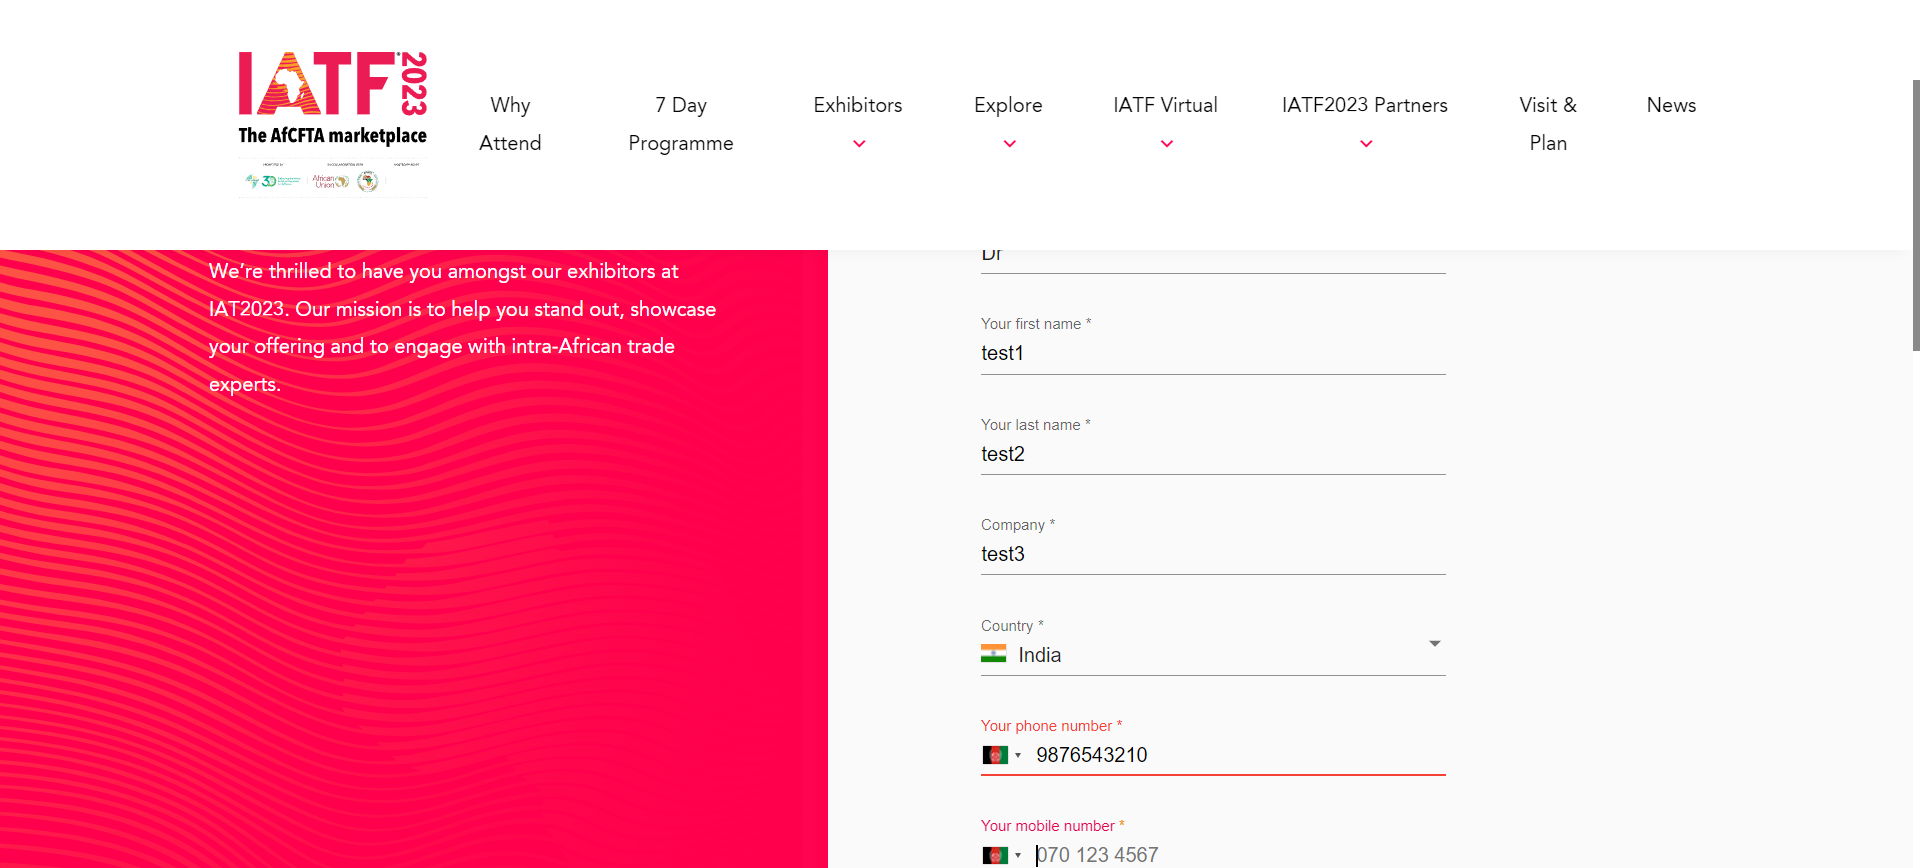 IATF 2023
The AfCFTA marketplace
African
Union
Why
Attend
7 Day
Programme
Exhibitors
Explore
IATF Virtual
IATF2023 Partners
Visit &
Plan
News
We’re thrilled to have you amongst our exhibitors at
IAT2023. Our mission is to help you stand out, showcase
your offering and to engage with intra-African trade
experts.
Dr
Your first name *
test1
Your last name *
test2
Company *
test3
Country *
India
Your phone number *
9876543210
Your mobile number *
070 123 4567